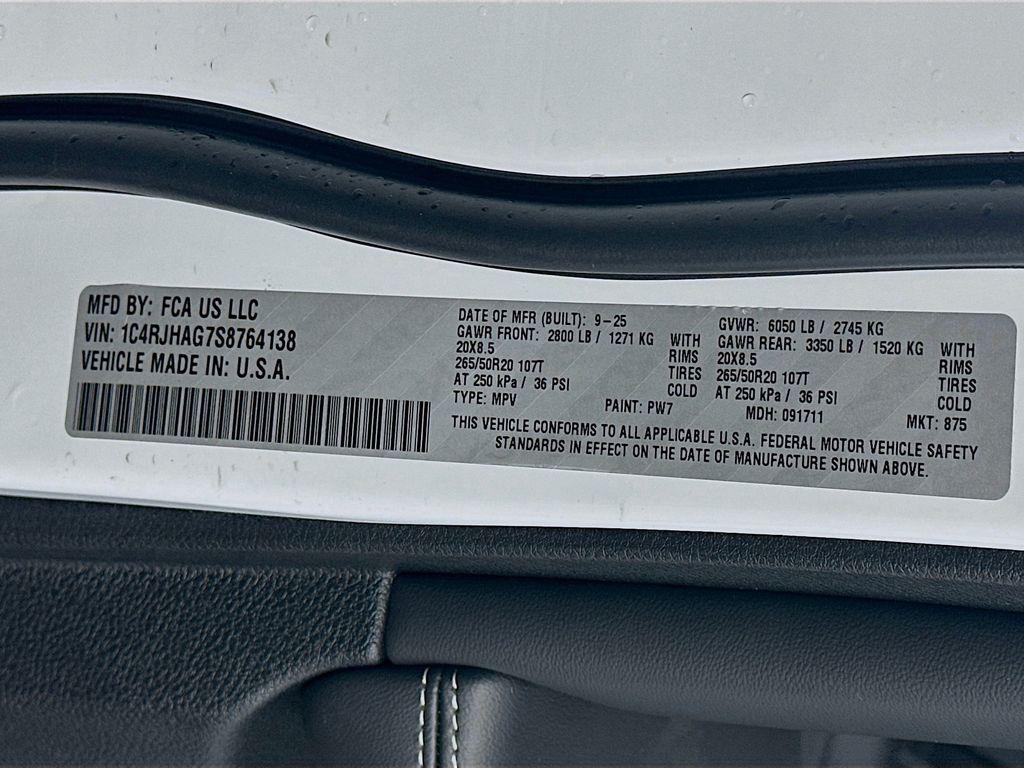 MFD BY: FCA US LLC
VIN: 1C4RJHAG7S8764138
VEHICLE MADE IN: U.S.A.
DATE OF MFR (BUILT): 9-25
GAWR FRONT: 2800 LB / 1271 KG WITH
20X8.5 RIMS
265/50R20 107T TIRES
AT 250 kPa / 36 PSI COLD
TYPE: MPV PAINT: PW7
GVWR: 6050 LB / 2745 KG
GAWR REAR: 3350 LB / 1520 KG WITH
20X8.5 RIMS
265/50R20 107T TIRES
AT 250 kPa / 36 PSI COLD
MDH: 091711 MKT: 875
THIS VEHICLE CONFORMS TO ALL APPLICABLE U.S.A. FEDERAL MOTOR VEHICLE SAFETY
STANDARDS IN EFFECT ON THE DATE OF MANUFACTURE SHOWN ABOVE.